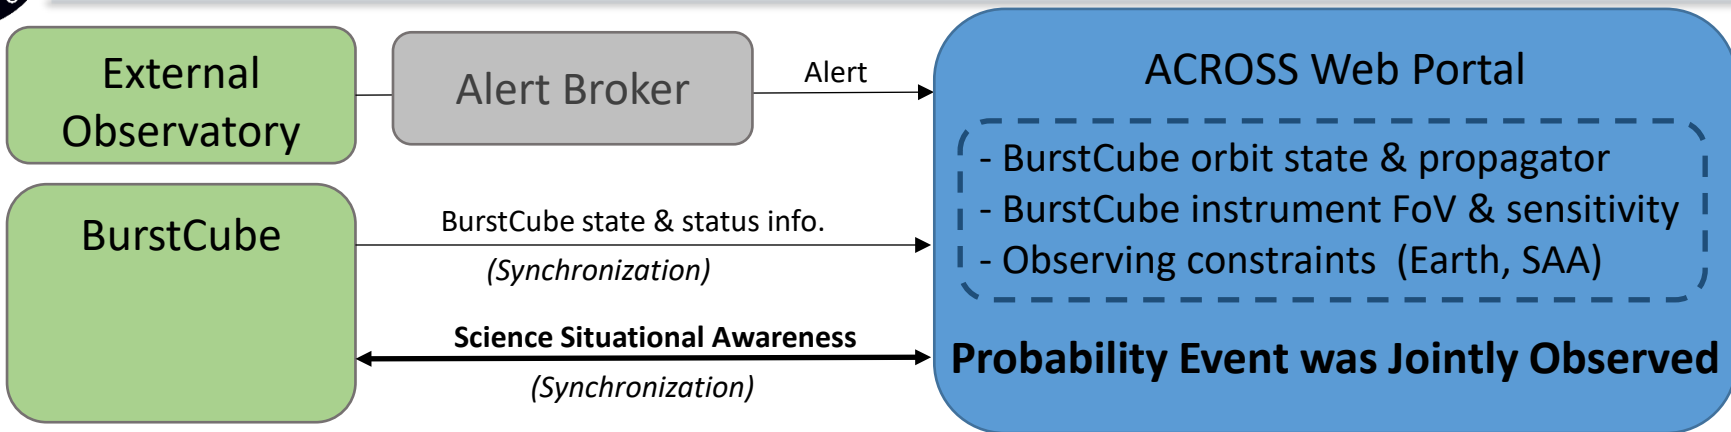 External
Observatory
Alert Broker
Alert
ACROSS Web Portal
- BurstCube orbit state & propagator
- BurstCube instrument FoV & sensitivity
- Observing constraints (Earth, SAA)
Probability Event was Jointly Observed
BurstCube
BurstCube state & status info.
(Synchronization)
Science Situational Awareness
(Synchronization)